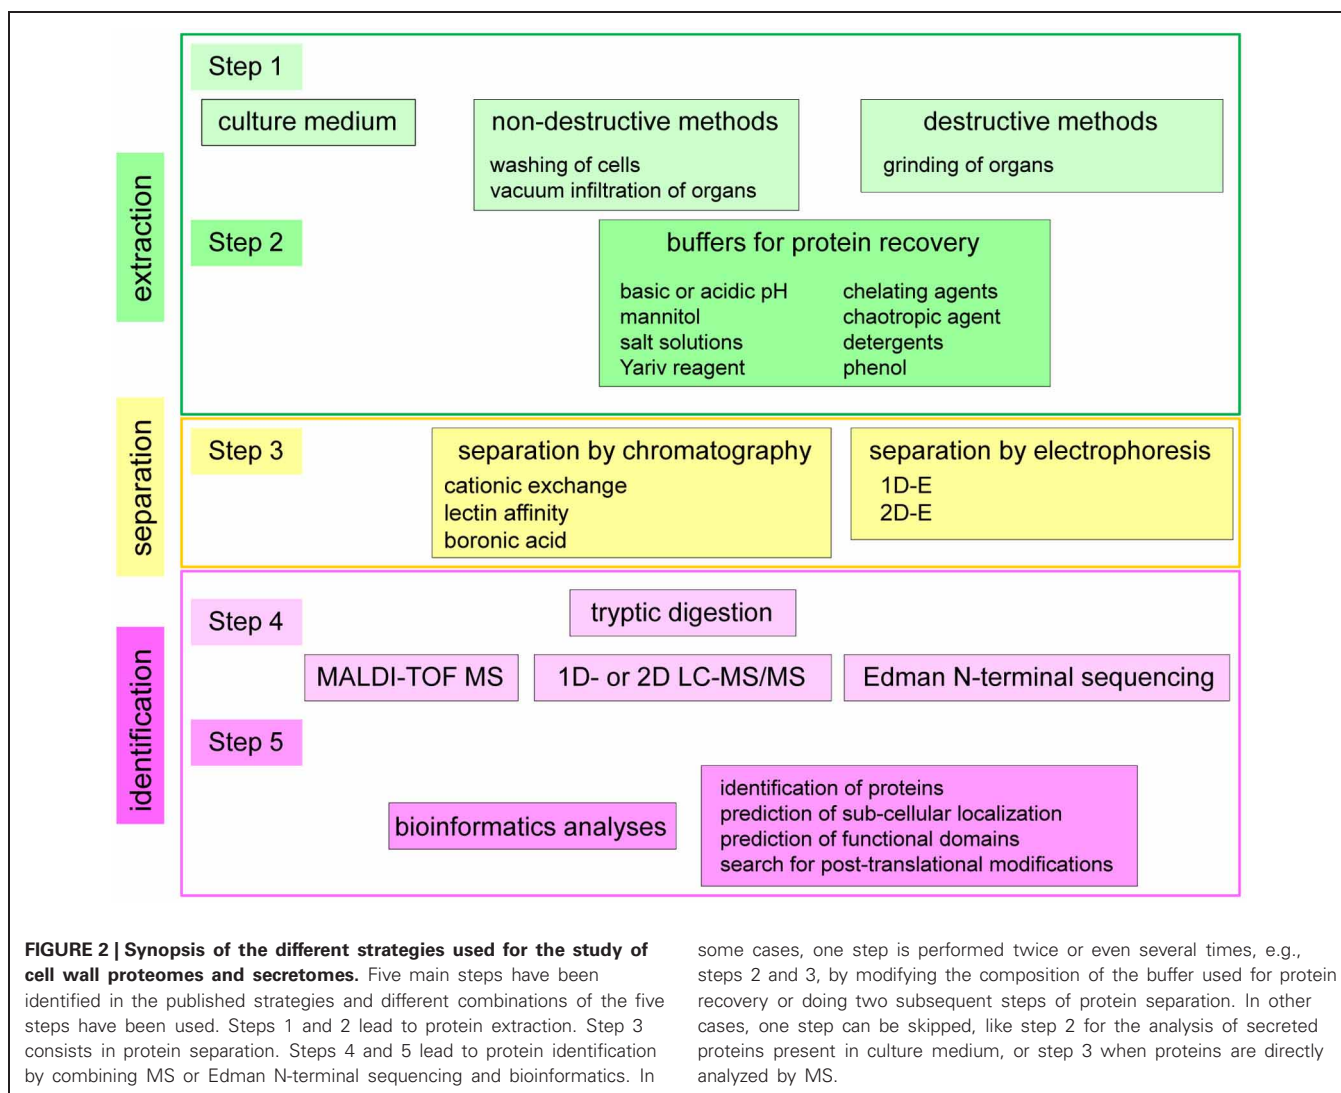 extraction
Step 1
culture medium
non-destructive methods
washing of cells
vacuum infiltration of organs
destructive methods
grinding of organs
Step 2
buffers for protein recovery
basic or acidic pH
mannitol
salt solutions
Yariv reagent
chelating agents
chaotropic agent
detergents
phenol
separation
Step 3
separation by chromatography
cationic exchange
lectin affinity
boronic acid
separation by electrophoresis
1D-E
2D-E
identification
Step 4
tryptic digestion
MALDI-TOF MS
1D- or 2D LC-MS/MS
Edman N-terminal sequencing
Step 5
bioinformatics analyses
identification of proteins
prediction of sub-cellular localization
prediction of functional domains
search for post-translational modifications
FIGURE 2 | Synopsis of the different strategies used for the study of
cell wall proteomes and secretomes. Five main steps have been
identified in the published strategies and different combinations of the five
steps have been used. Steps 1 and 2 lead to protein extraction. Step 3
consists in protein separation. Steps 4 and 5 lead to protein identification
by combining MS or Edman N-terminal sequencing and bioinformatics. In
some cases, one step is performed twice or even several times, e.g.,
steps 2 and 3, by modifying the composition of the buffer used for protein
recovery or doing two subsequent steps of protein separation. In other
cases, one step can be skipped, like step 2 for the analysis of secreted
proteins present in culture medium, or step 3 when proteins are directly
analyzed by MS.